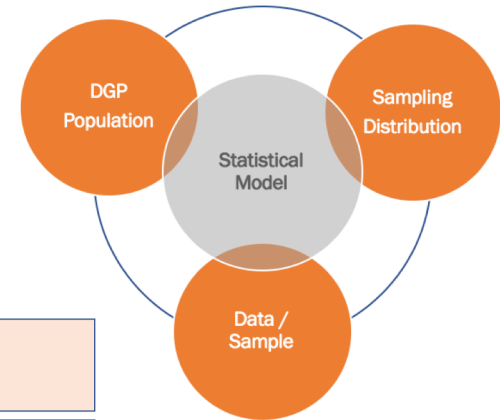 DGP
Population
Sampling
Distribution
Statistical
Model
Data /
Sample